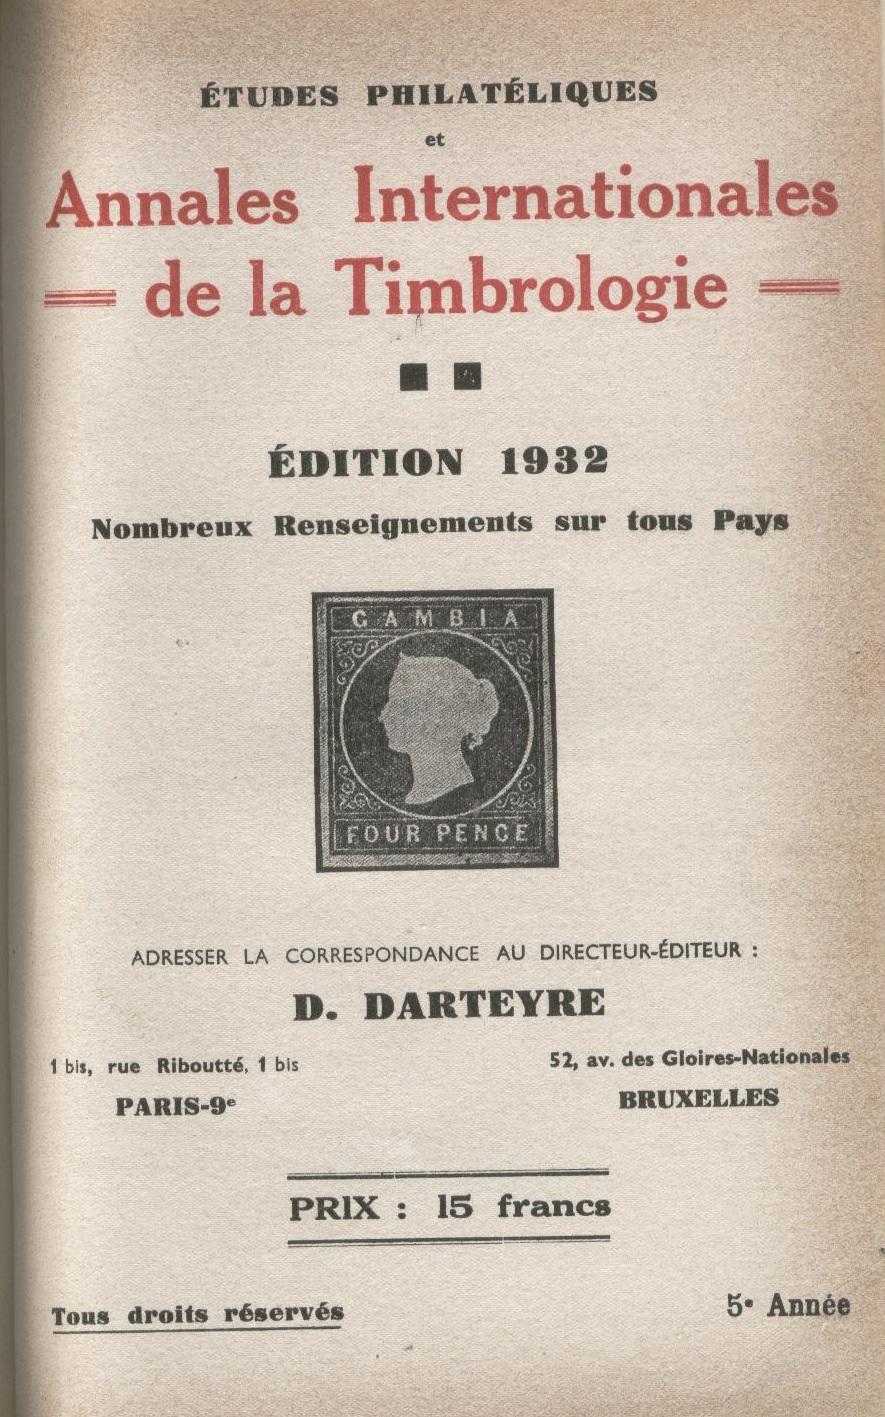 ÉTUDES PHILATÉLIQUES
et
Annales Internationales
de la Timbrologie
ÉDITION 1932
Nombreux Renseignements sur tous Pays
GAMBIA
FOUR PENCE
ADRESSER LA CORRESPONDANCE AU DIRECTEUR-ÉDITEUR :
D. DARTEYRE
1 bis, rue Riboutté, 1 bis
PARIS-9e
52, av. des Gloires-Nationales
BRUXELLES
PRIX : 15 francs
Tous droits réservés
5e Année